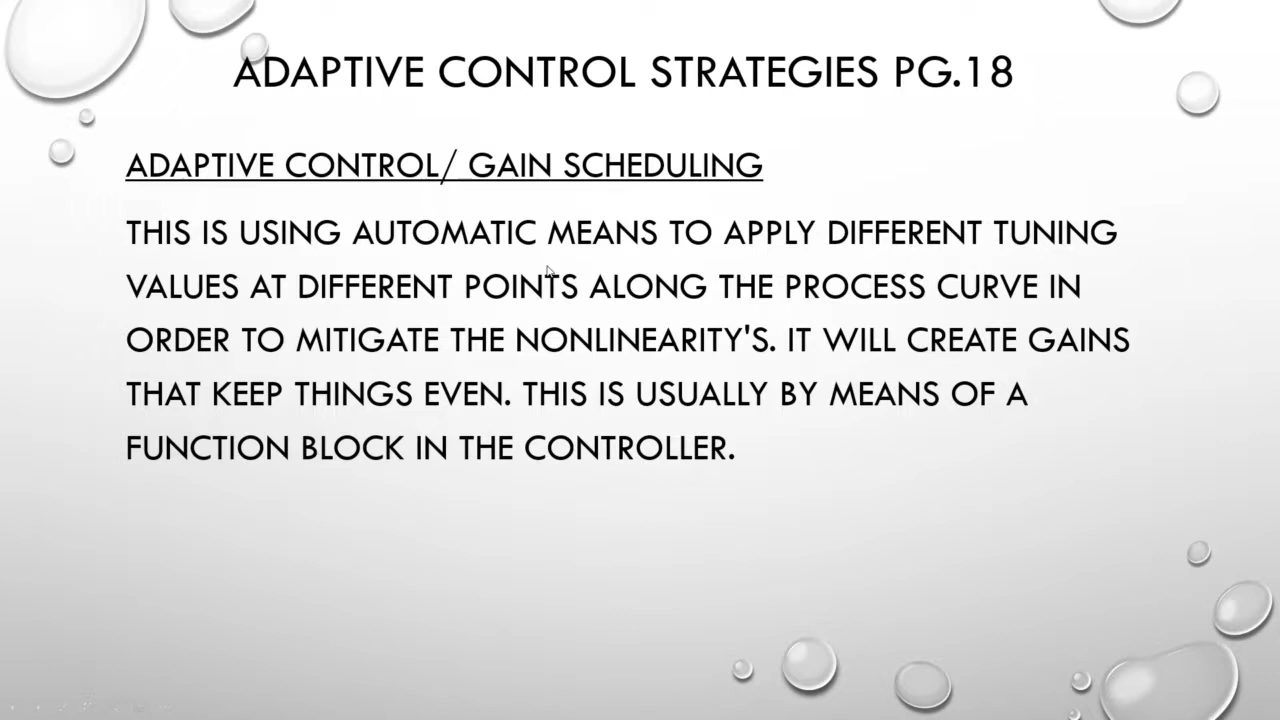 ADAPTIVE CONTROL STRATEGIES PG.18
ADAPTIVE CONTROL/ GAIN SCHEDULING
THIS IS USING AUTOMATIC MEANS TO APPLY DIFFERENT TUNING
VALUES AT DIFFERENT POINTS ALONG THE PROCESS CURVE IN
ORDER TO MITIGATE THE NONLINEARITY'S. IT WILL CREATE GAINS
THAT KEEP THINGS EVEN. THIS IS USUALLY BY MEANS OF A
FUNCTION BLOCK IN THE CONTROLLER.